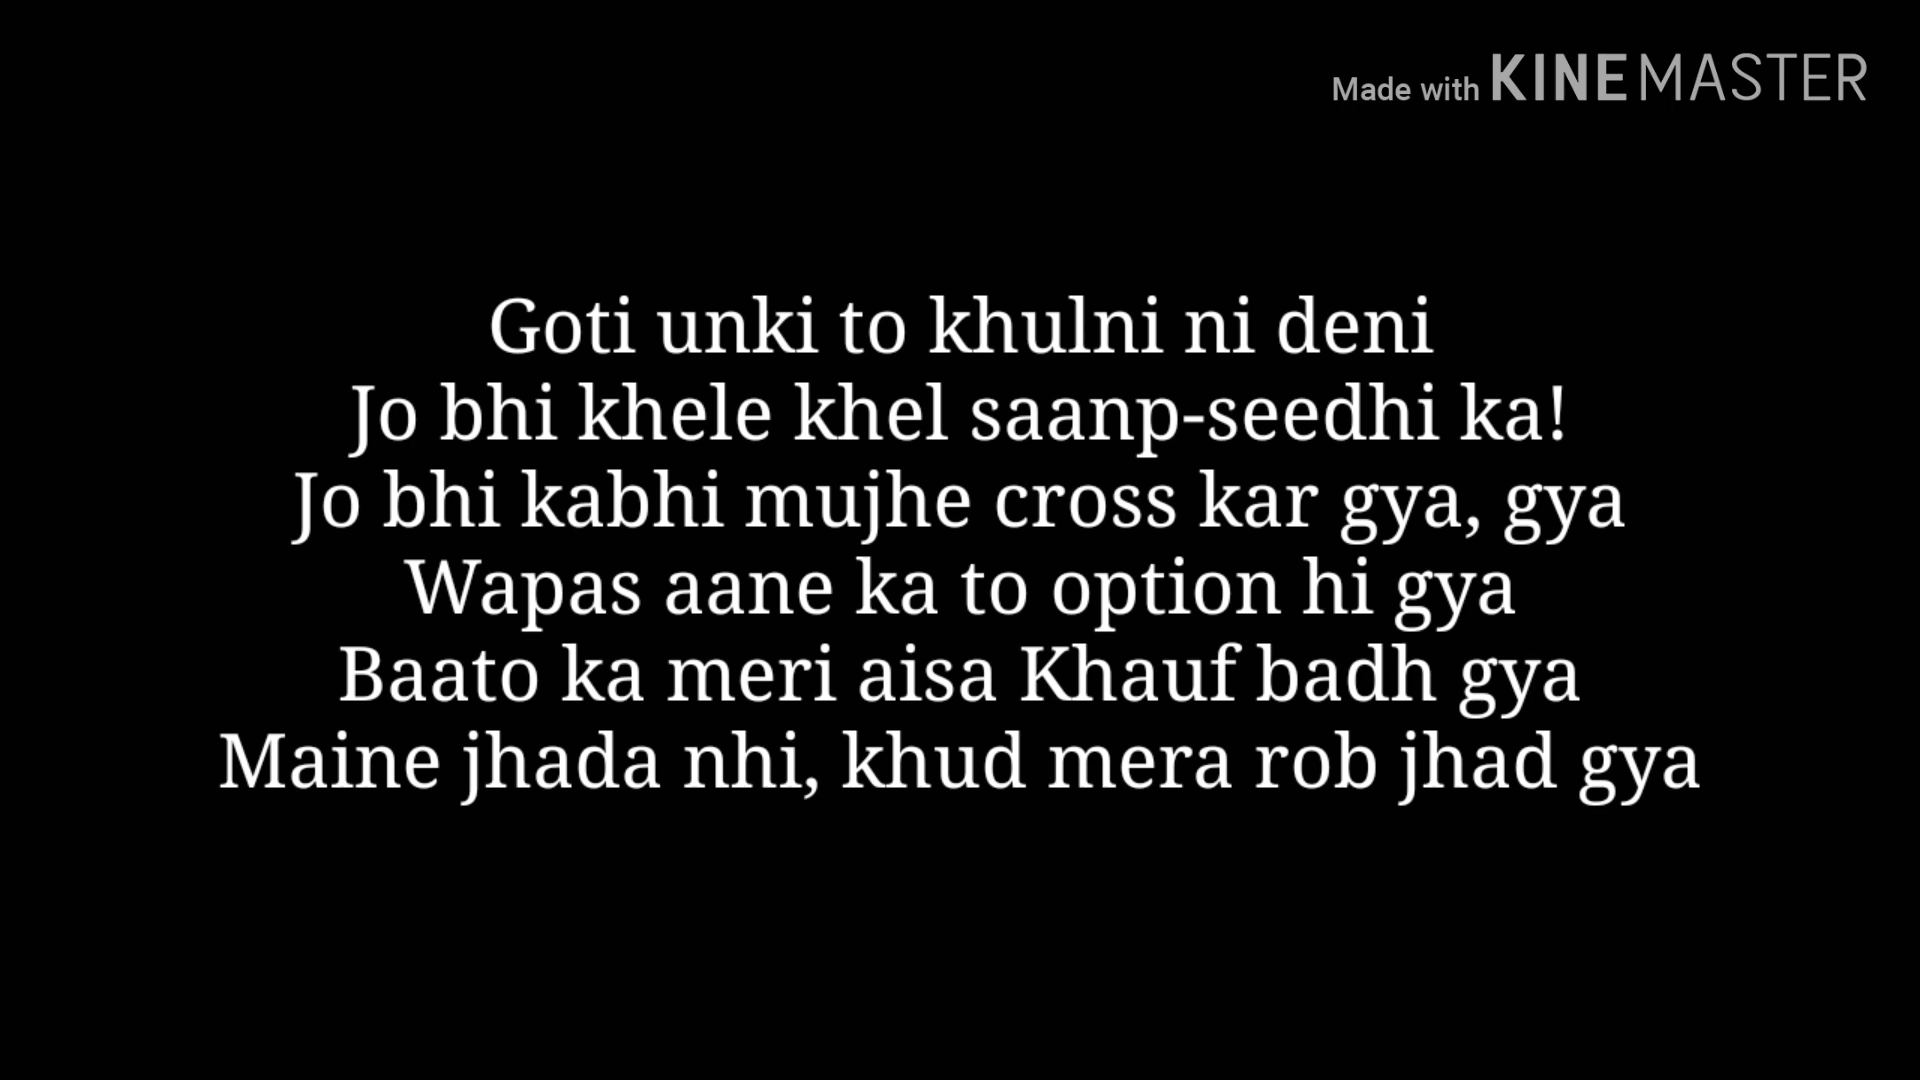 Made with KINEMASTER
Goti unki to khulni ni deni
Jo bhi khele khel saanp-seedhi ka!
Jo bhi kabhi mujhe cross kar gya, gya
Wapas aane ka to option hi gya
Baato ka meri aisa Khauf badh gya
Maine jhada nhi, khud mera rob jhad gya